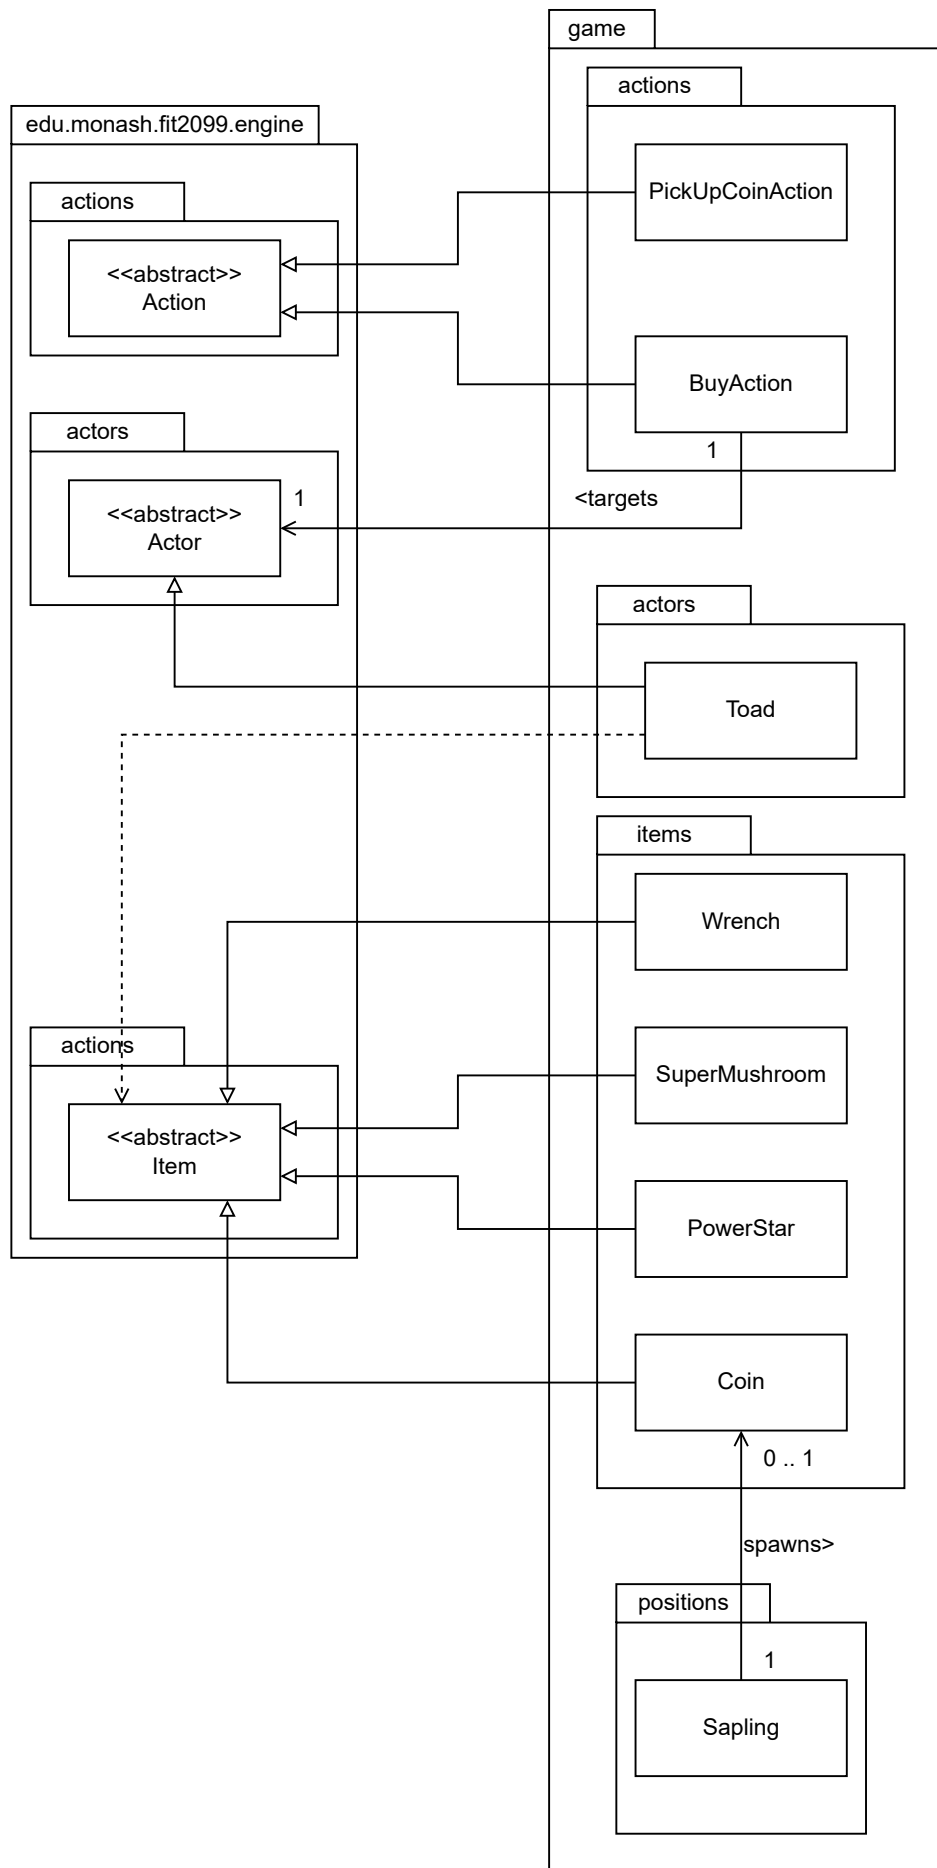 game
actions
edu.monash.fit2099.engine
PickUpCoinAction
actions
<<abstract>>
Action
BuyAction
actors
1
1
<targets
<<abstract>>
Actor
actors
Toad
items
Wrench
actions
SuperMushroom
<<abstract>>
Item
PowerStar
Coin
0 .. 1
spawns>
positions
1
Sapling